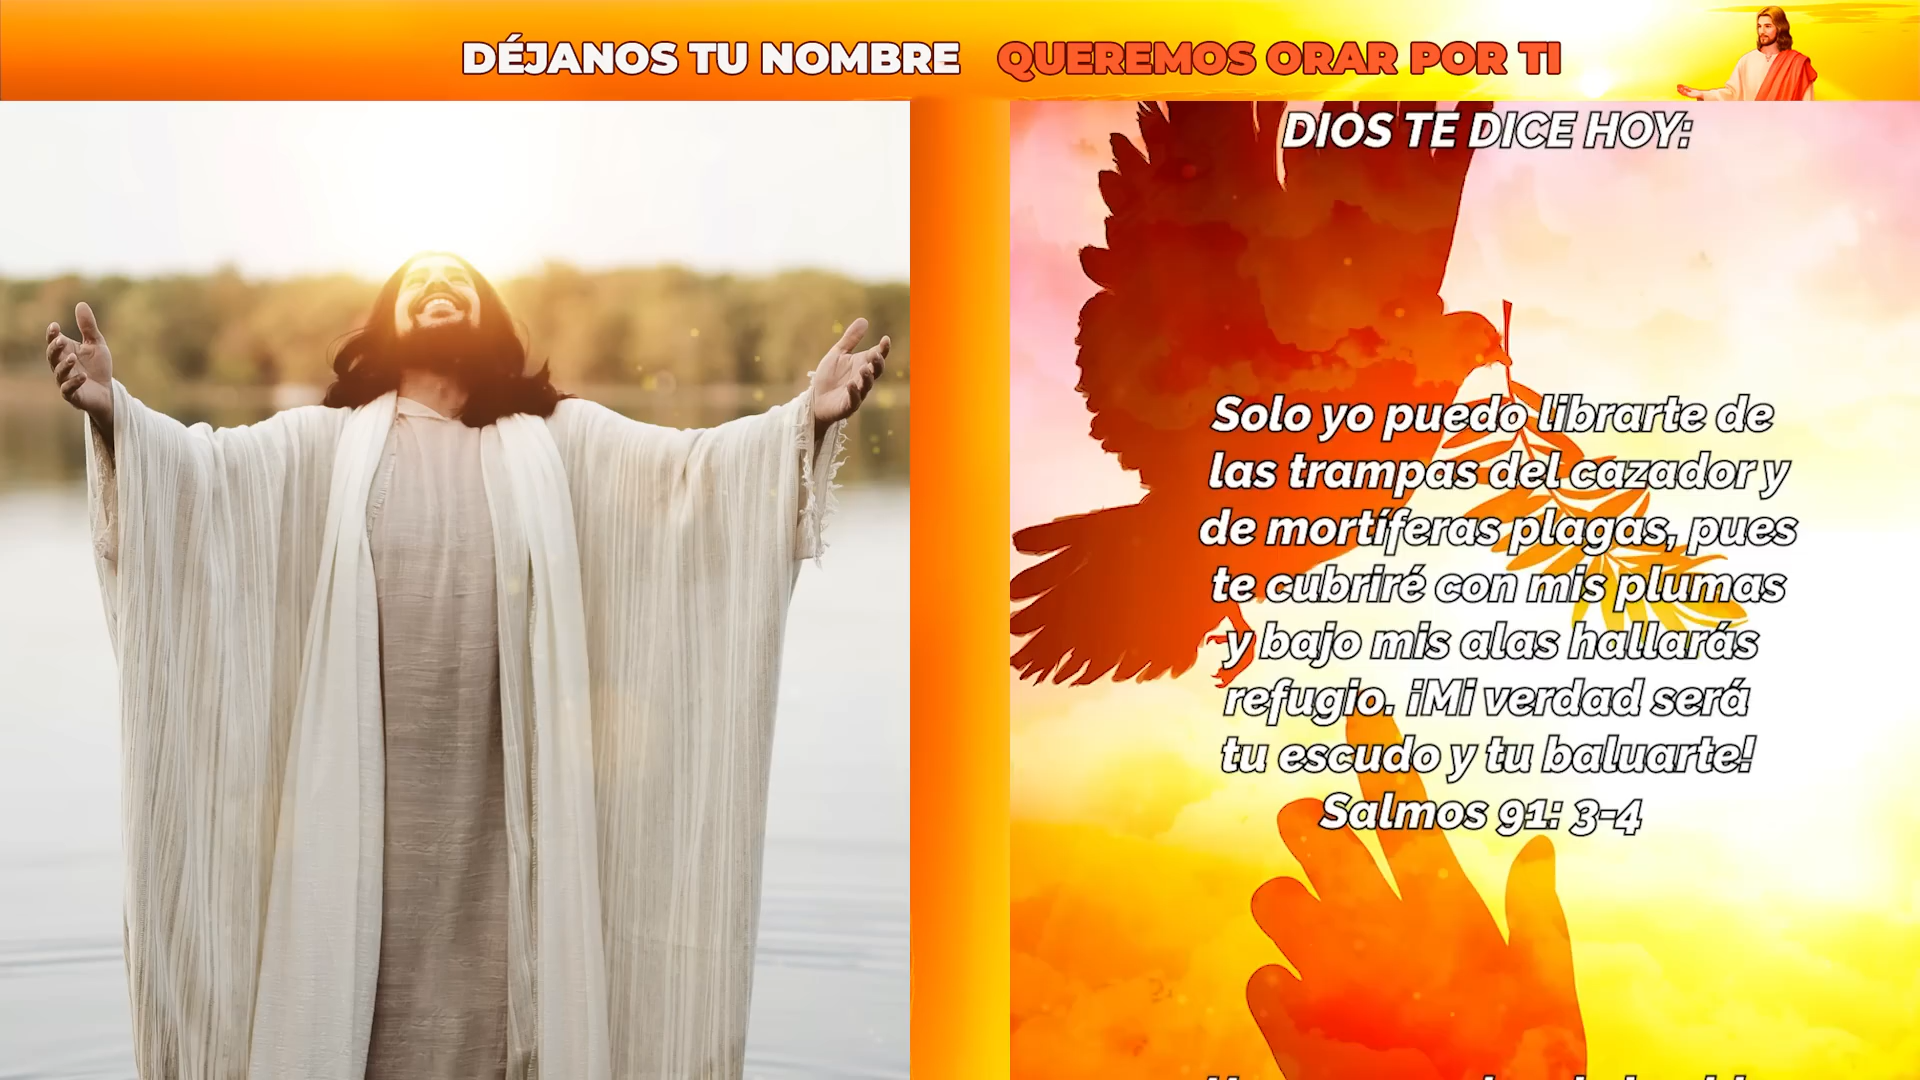 DÉJANOS TU NOMBRE QUEREMOS ORAR POR TI
DIOS TE DICE HOY:
Solo yo puedo librarte de
las trampas del cazador y
de mortíferas plagas, pues
te cubriré con mis plumas
y bajo mis alas hallarás
refugio. ¡Mi verdad será
tu escudo y tu baluarte!
Salmos 91: 3-4